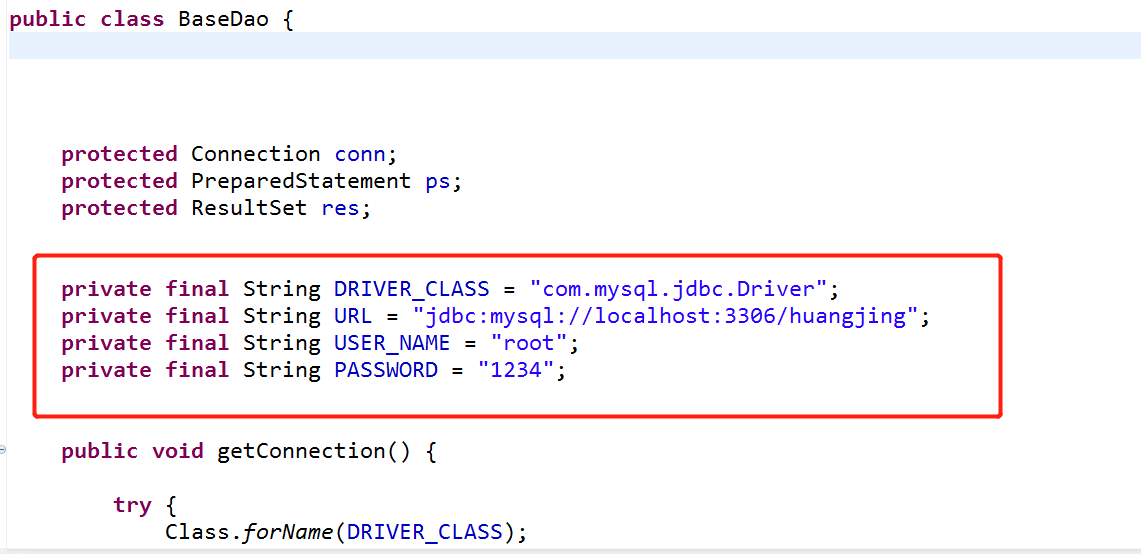 public class BaseDao {
protected Connection conn;
protected PreparedStatement ps;
protected ResultSet res;
private final String DRIVER_CLASS = "com.mysql.jdbc.Driver";
private final String URL = "jdbc:mysql://localhost:3306/huangjing";
private final String USER_NAME = "root";
private final String PASSWORD = "1234";
public void getConnection() {
try {
Class.forName(DRIVER_CLASS);